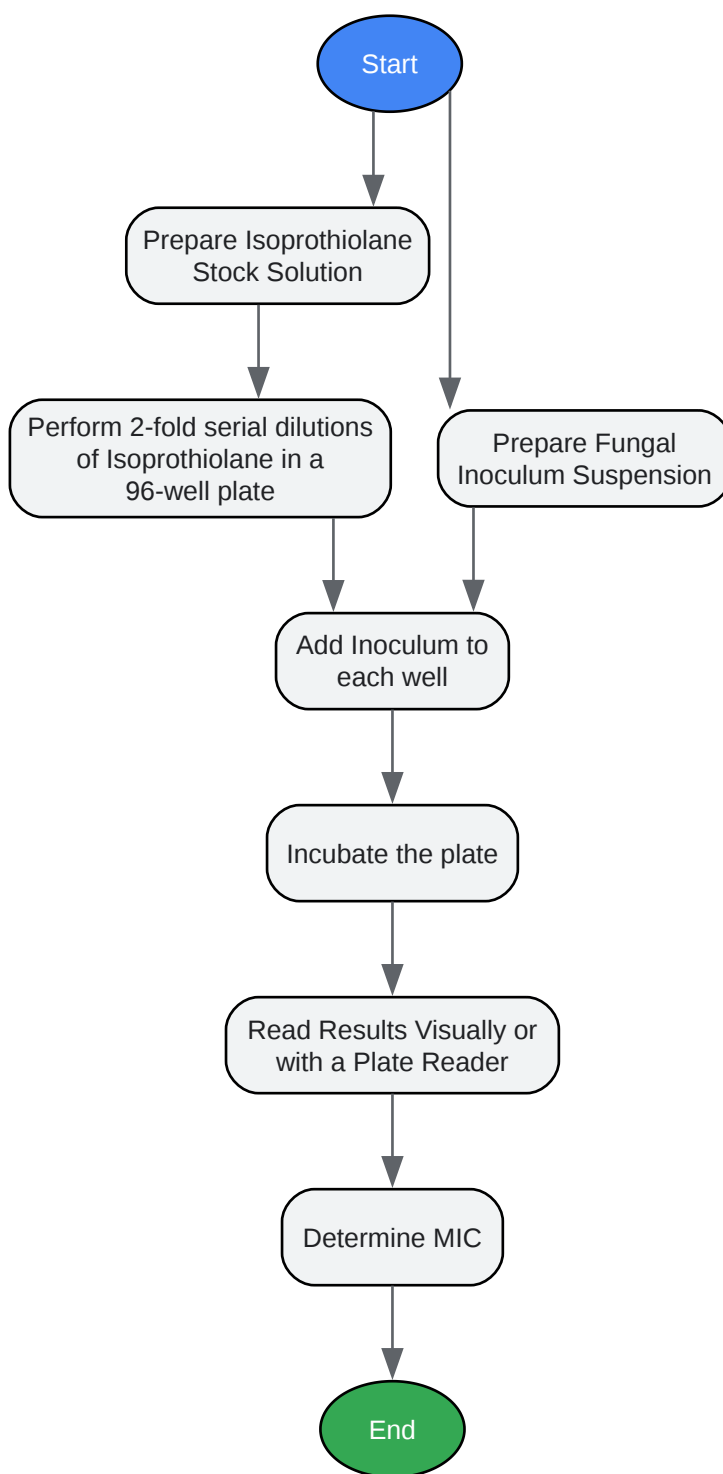 Start
Prepare Isoprothiolane
Stock Solution
Perform 2-fold serial dilutions
of Isoprothiolane in a
96-well plate
Prepare Fungal
Inoculum Suspension
Add Inoculum to
each well
Incubate the plate
Read Results Visually or
with a Plate Reader
Determine MIC
End